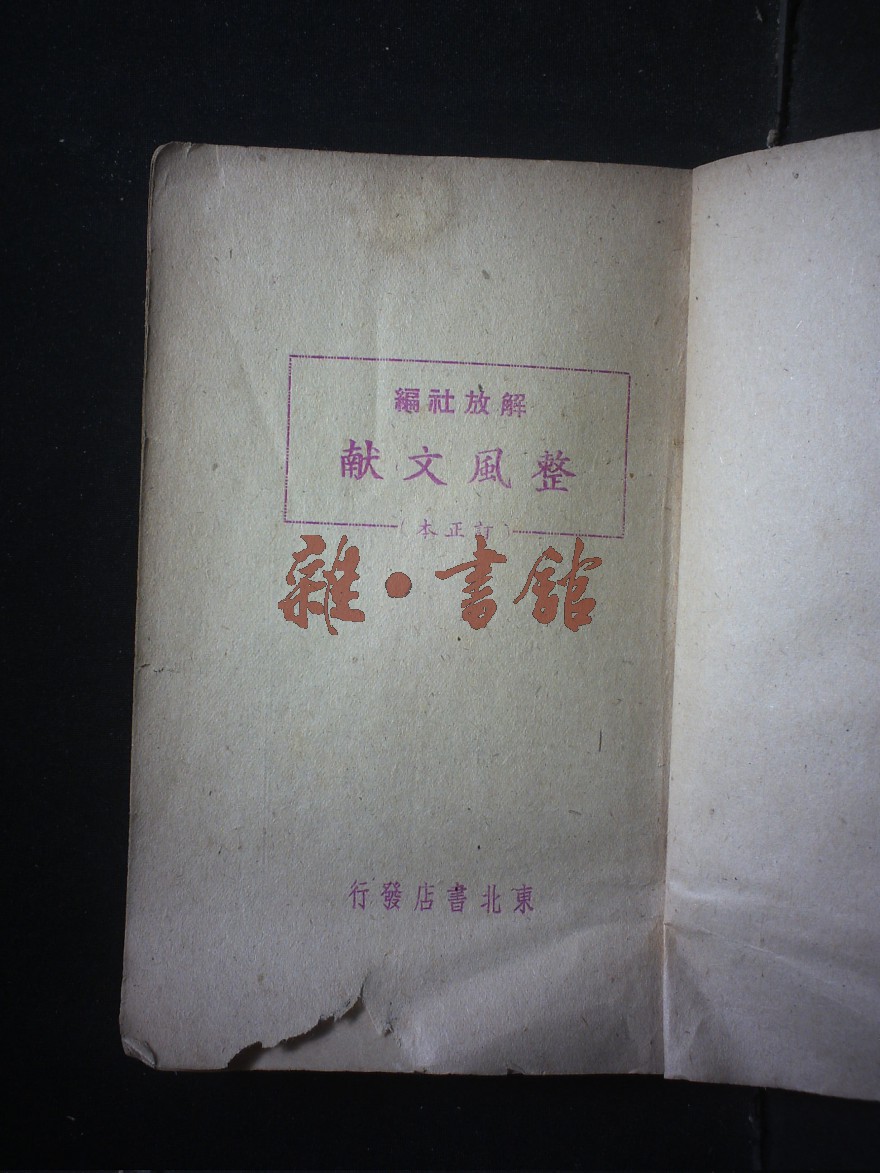 解放社編
整風文献
（訂正本）
雜・書館
東北書店發行